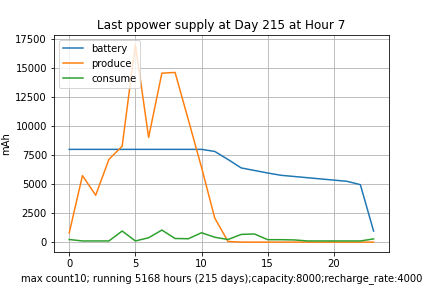 Last ppower supply at Day 215 at Hour 7
17500
15000
12500
10000
7500
5000
2500
0
mAh
battery
produce
consume
0 5 10 15 20
max count10; running 5168 hours (215 days);capacity:8000;recharge_rate:4000